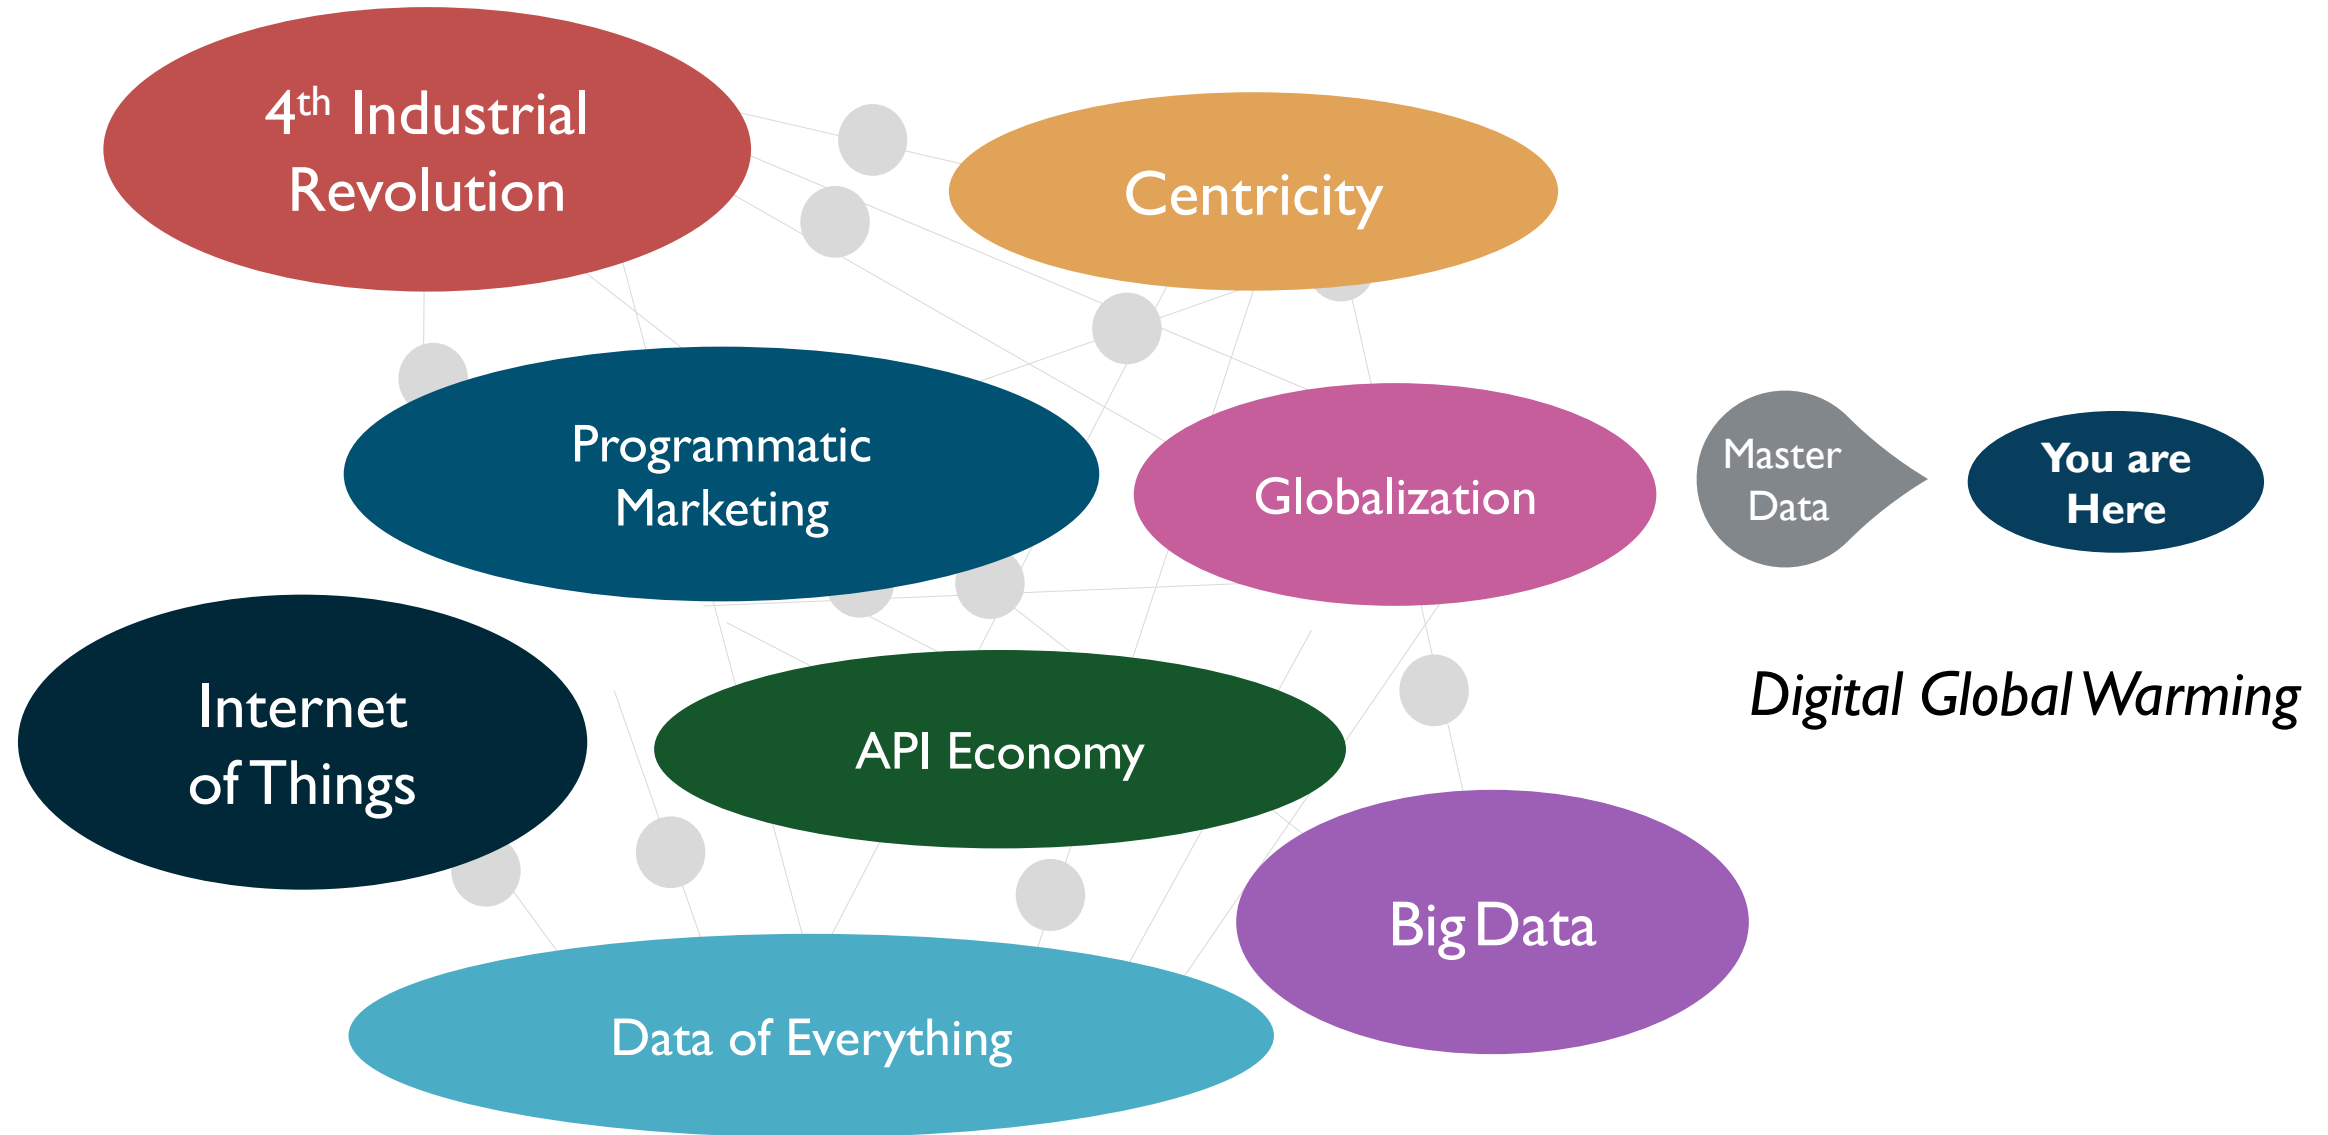 4th Industrial
Revolution
Centricity
Programmatic
Marketing
Globalization
Master
Data
You are
Here
Internet
of Things
API Economy
Digital Global Warming
Big Data
Data of Everything